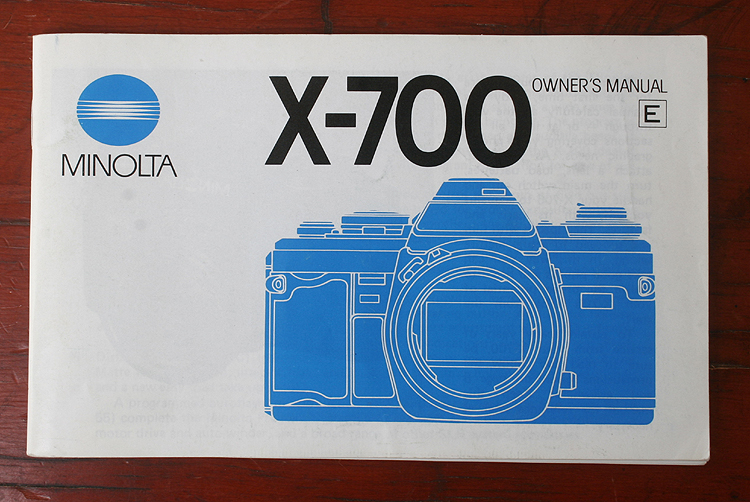 MINOLTA
X-700
OWNER'S MANUAL
E